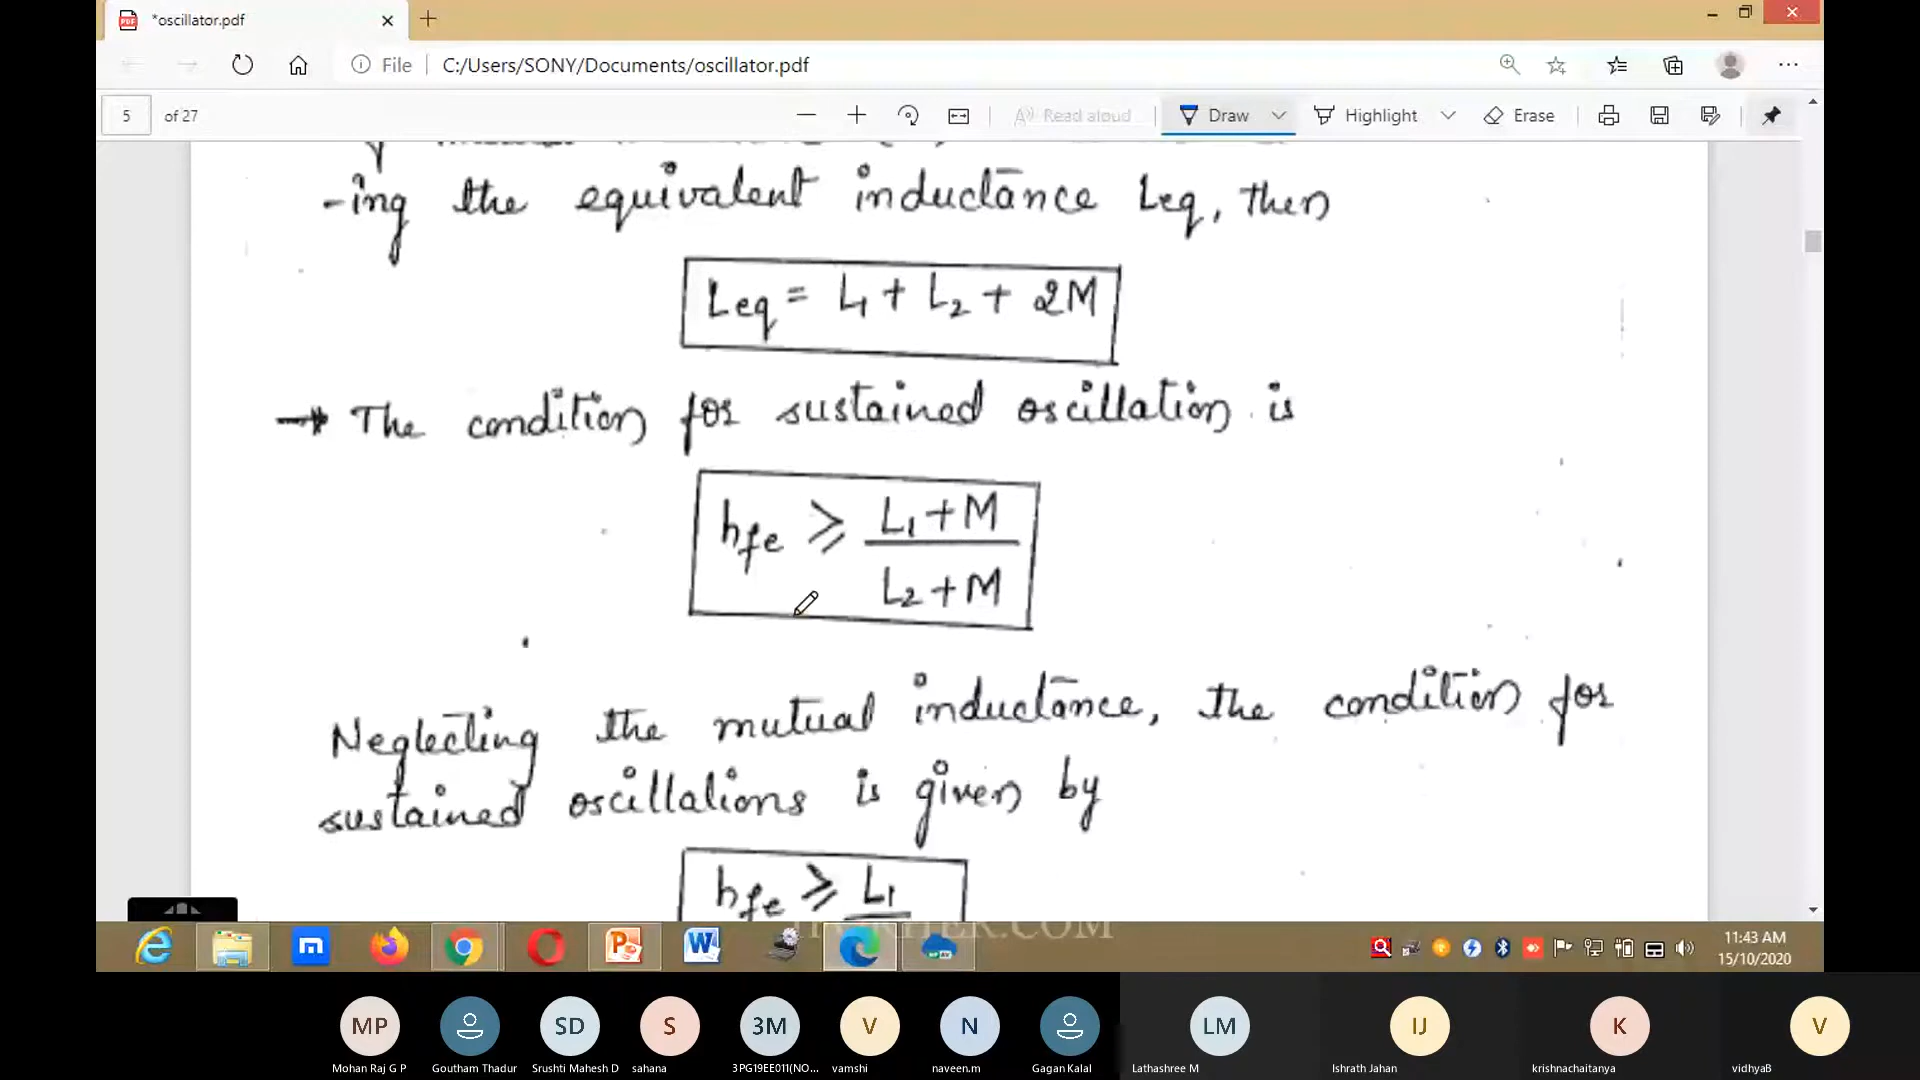 *oscillator.pdf
File C:/Users/SONY/Documents/oscillator.pdf
5 of 27 Read aloud Draw Highlight Erase
-ing the equivalent inductance Leq, then
Leq = L1 + L2 + 2M
→ The condition for sustained oscillation is
hfe ⩾ L1+M
L2+M
Neglecting the mutual inductance, the condition for
sustained oscillations is given by
hfe ⩾ L1
11:43 AM
15/10/2020
MP SD S 3M V N LM IJ K V
Mohan Raj G P Goutham Thadur Srushti Mahesh D sahana 3PG19EE011(NO... vamshi naveen.m Gagan Kalal Lathashree M Ishrath Jahan krishnachaitanya vidhyaB